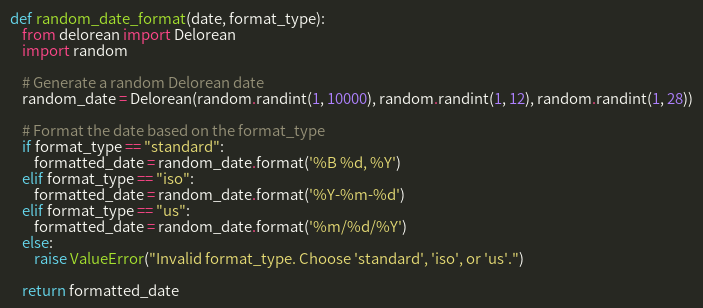 def random_date_format(date, format_type):
    from delorean import Delorean
    import random

    # Generate a random Delorean date
    random_date = Delorean(random.randint(1, 10000), random.randint(1, 12), random.randint(1, 28))

    # Format the date based on the format_type
    if format_type == "standard":
        formatted_date = random_date.format('%B %d, %Y')
    elif format_type == "iso":
        formatted_date = random_date.format('%Y-%m-%d')
    elif format_type == "us":
        formatted_date = random_date.format('%m/%d/%Y')
    else:
        raise ValueError("Invalid format_type. Choose 'standard', 'iso', or 'us'.")

    return formatted_date